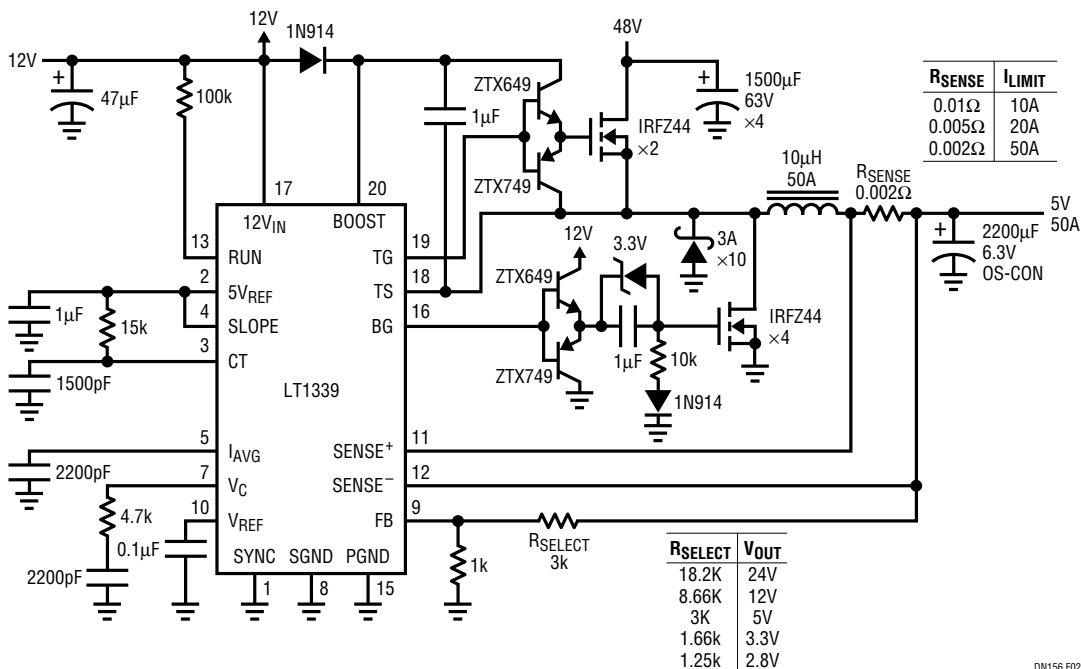 12V
12V
1N914
48V
+
47µF
100k
1µF
ZTX649
ZTX749
IRFZ44
×2
+
1500µF
63V
×4
RSENSE ILIMIT
0.01Ω 10A
0.005Ω 20A
0.002Ω 50A
10µH
50A
RSENSE
0.002Ω
5V
50A
+
2200µF
6.3V
OS-CON
17
20
12VIN
BOOST
13
RUN
TG
19
2
5VREF
TS
18
4
SLOPE
BG
16
3
CT
LT1339
1µF
15k
1500pF
12V
ZTX649
ZTX749
3.3V
1µF
10k
1N914
3A
×10
IRFZ44
×4
5
IAVG
SENSE+
11
2200pF
7
VC
SENSE−
12
10
VREF
FB
9
4.7k
0.1µF
2200pF
SYNC SGND PGND
1
8
15
1k
RSELECT
3k
RSELECT VOUT
18.2K 24V
8.66K 12V
3K 5V
1.66k 3.3V
1.25k 2.8V
DN156 F02